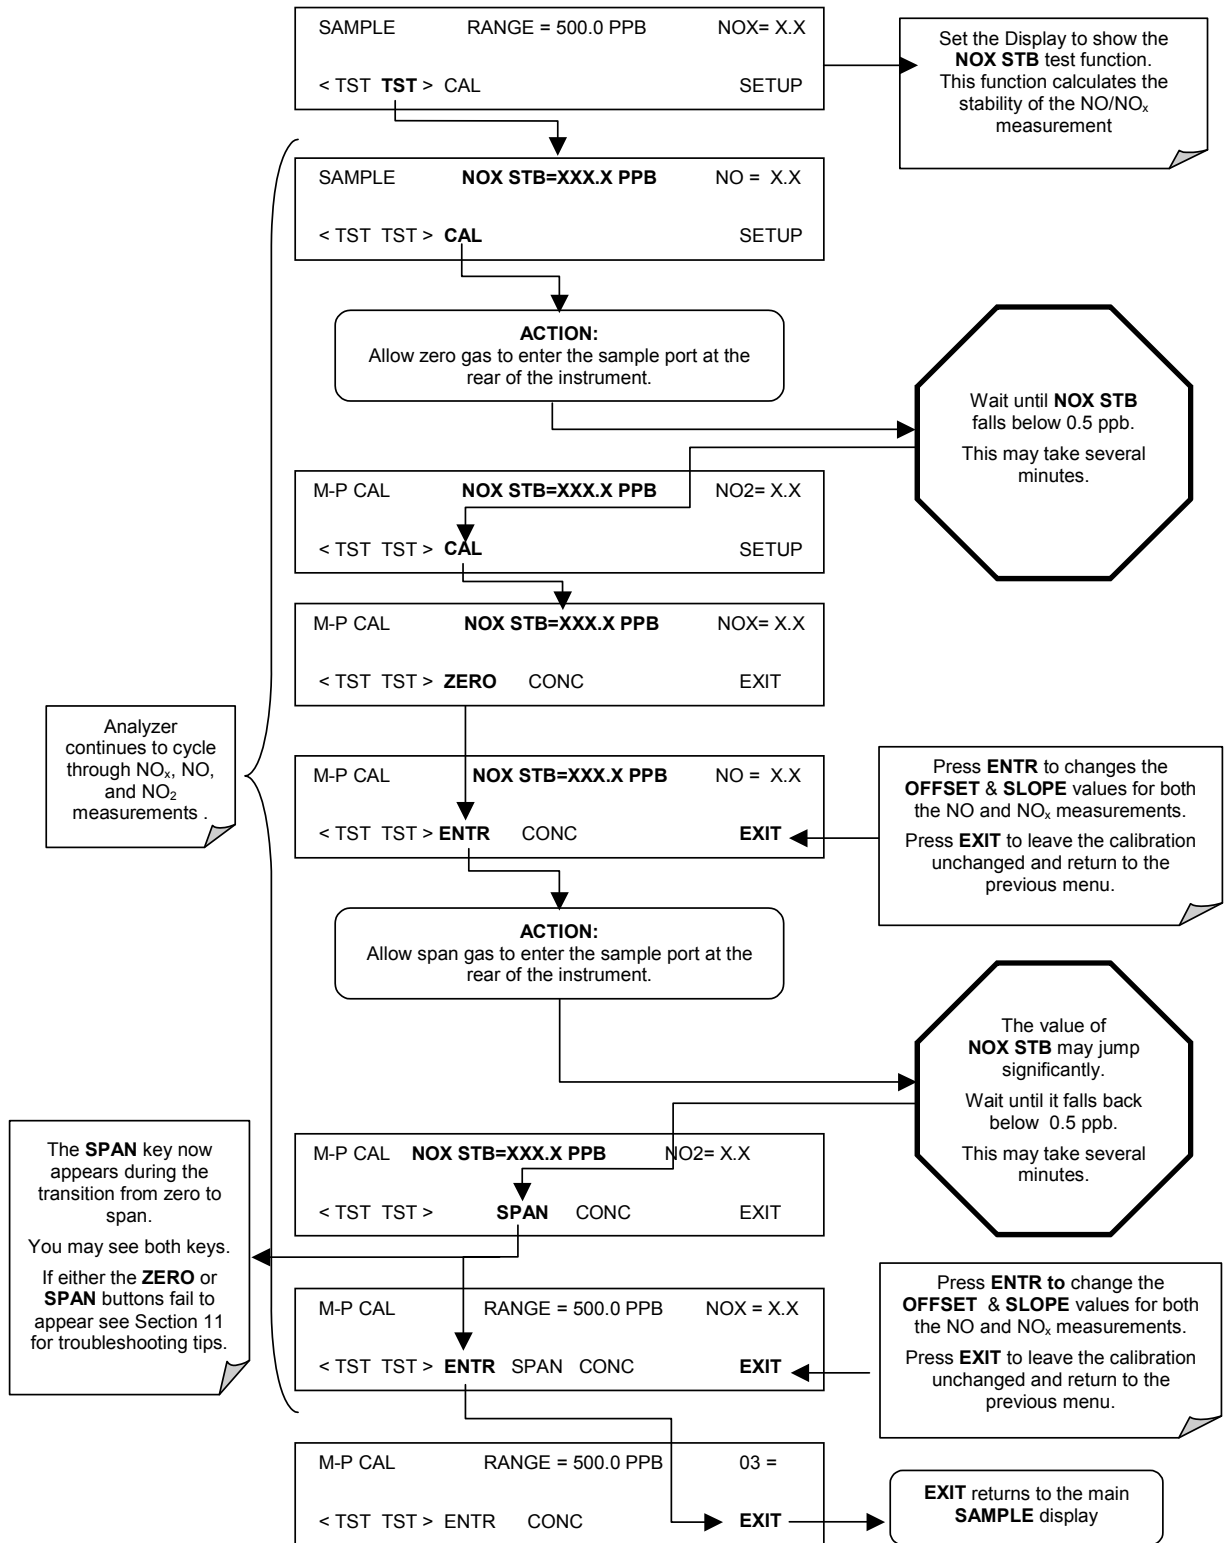 SAMPLE RANGE = 500.0 PPB NOX= X.X
< TST TST > CAL SETUP
Set the Display to show the
NOX STB test function.
This function calculates the
stability of the NO/NOₓ
measurement
SAMPLE NOX STB=XXX.X PPB NO = X.X
< TST TST > CAL SETUP
ACTION:
Allow zero gas to enter the sample port at the
rear of the instrument.
Wait until NOX STB
falls below 0.5 ppb.
This may take several
minutes.
M-P CAL NOX STB=XXX.X PPB NO2= X.X
< TST TST > CAL SETUP
M-P CAL NOX STB=XXX.X PPB NOX= X.X
< TST TST > ZERO CONC EXIT
Analyzer
continues to cycle
through NOₓ, NO,
and NO₂
measurements .
M-P CAL NOX STB=XXX.X PPB NO = X.X
< TST TST > ENTR CONC EXIT
Press ENTR to changes the
OFFSET & SLOPE values for both
the NO and NOₓ measurements.
Press EXIT to leave the calibration
unchanged and return to the
previous menu.
ACTION:
Allow span gas to enter the sample port at the
rear of the instrument.
The value of
NOX STB may jump
significantly.
Wait until it falls back
below 0.5 ppb.
This may take several
minutes.
M-P CAL NOX STB=XXX.X PPB NO2= X.X
< TST TST > SPAN CONC EXIT
The SPAN key now
appears during the
transition from zero to
span.
You may see both keys.
If either the ZERO or
SPAN buttons fail to
appear see Section 11
for troubleshooting tips.
M-P CAL RANGE = 500.0 PPB NOX = X.X
< TST TST > ENTR SPAN CONC EXIT
Press ENTR to change the
OFFSET & SLOPE values for both
the NO and NOₓ measurements.
Press EXIT to leave the calibration
unchanged and return to the
previous menu.
M-P CAL RANGE = 500.0 PPB 03 =
< TST TST > ENTR CONC EXIT
EXIT returns to the main
SAMPLE display